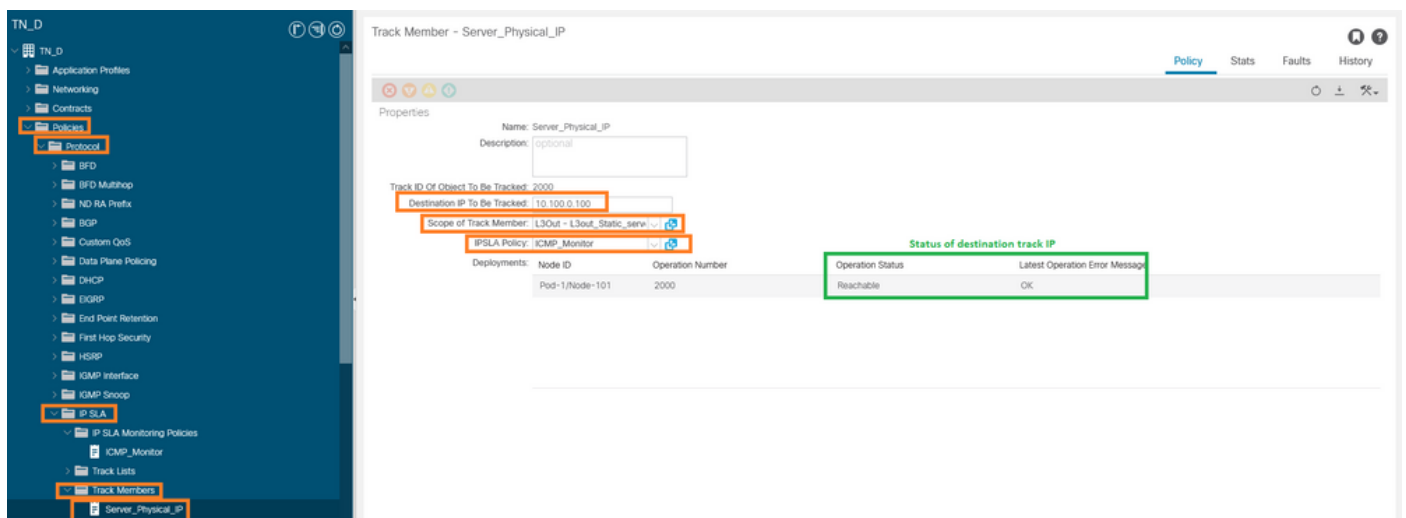 TN_D
TN_D
Application Profiles
Networking
Contracts
Policies
Protocol
BFD
BFD Multihop
ND RA Prefix
BGP
Custom QoS
Data Plane Policing
DHCP
EIGRP
End Point Retention
First Hop Security
HSRP
IGMP Interface
IGMP Snoop
IP SLA
IP SLA Monitoring Policies
ICMP_Monitor
Track Lists
Track Members
Server_Physical_IP
Track Member - Server_Physical_IP
Policy Stats Faults History
Properties
Name: Server_Physical_IP
Description: optional
Track ID Of Object To Be Tracked: 2000
Destination IP To Be Tracked: 10.100.0.100
Scope of Track Member: L3Out - L3out_Static_serv
IPSLA Policy: ICMP_Monitor
Status of destination track IP
Deployments: Node ID Operation Number Operation Status Latest Operation Error Message
Pod-1/Node-101 2000 Reachable OK